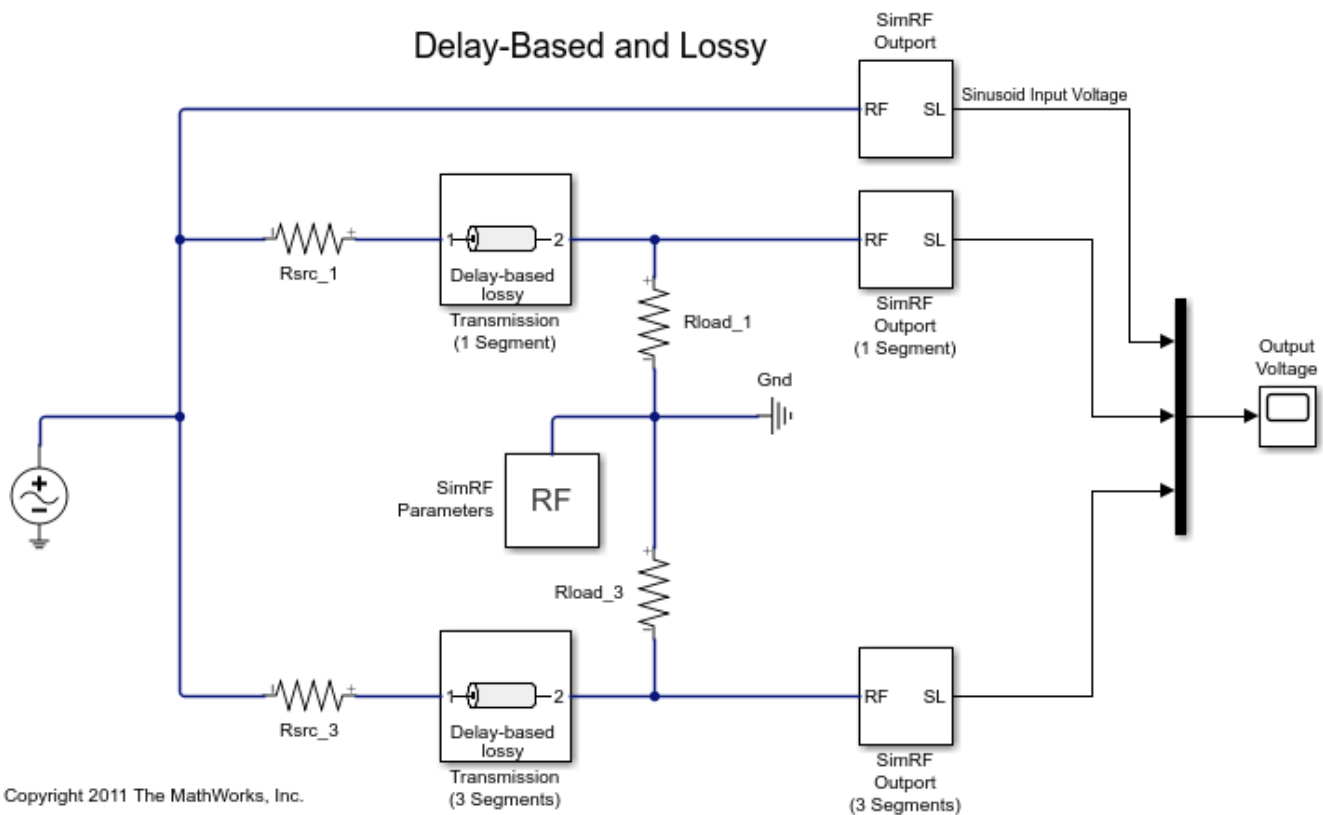 Delay-Based and Lossy
SimRF
Outport
RF SL
Sinusoid Input Voltage
Rsrc_1
1 2
Delay-based
lossy
Transmission
(1 Segment)
Rload_1
RF SL
SimRF
Outport
(1 Segment)
Output
Voltage
Gnd
SimRF
Parameters
RF
Rload_3
Rsrc_3
1 2
Delay-based
lossy
Transmission
(3 Segments)
RF SL
SimRF
Outport
(3 Segments)
Copyright 2011 The MathWorks, Inc.